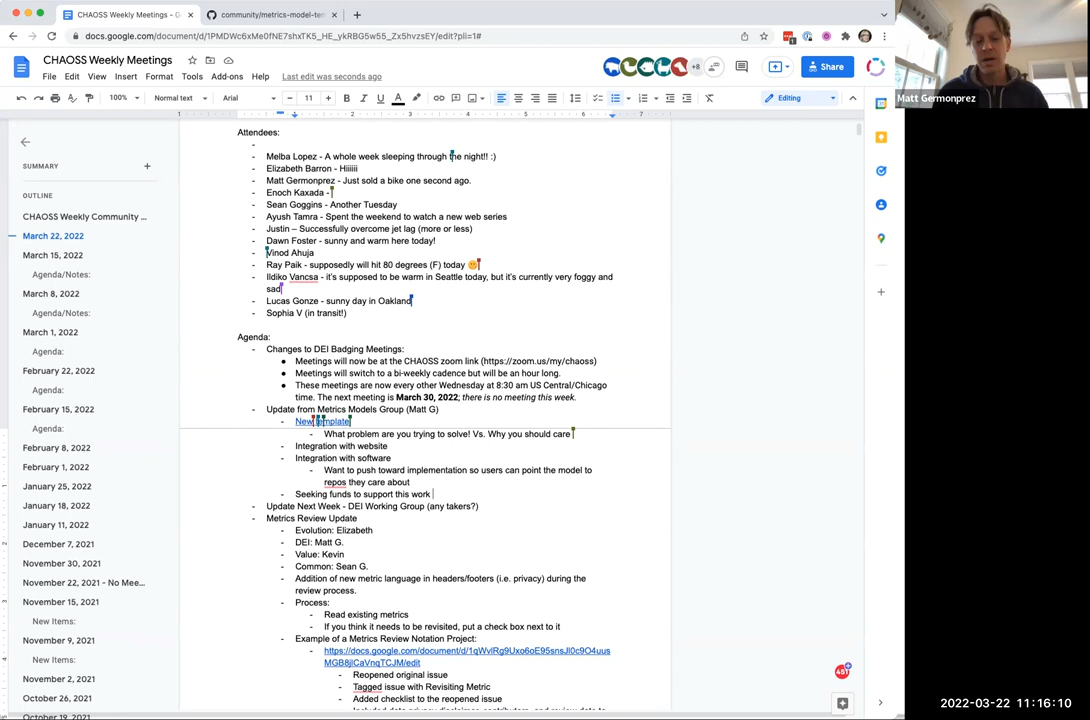 CHAOSS Weekly Meetings - G
community/metrics-model-tem
docs.google.com/document/d/1PMDWc6xMe0fNE7shxTK5_HE_ykRBG5w55_Zx5hvzsEY/edit?pli=1#
CHAOSS Weekly Meetings
File Edit View Insert Format Tools Add-ons Help Last edit was seconds ago
+8
Share
100% Normal text Arial 11 Editing
Matt Germonprez
SUMMARY
OUTLINE
CHAOSS Weekly Community ...
March 22, 2022
March 15, 2022
Agenda/Notes:
March 8, 2022
Agenda/Notes:
March 1, 2022
Agenda:
February 22, 2022
Agenda:
February 15, 2022
Agenda:
February 8, 2022
February 1, 2022
January 25, 2022
January 18, 2022
January 11, 2022
December 7, 2021
November 30, 2021
November 22, 2021 - No Mee...
November 15, 2021
New Items:
November 9, 2021
New Items:
November 2, 2021
October 26, 2021
October 19, 2021
Attendees:
-
- Melba Lopez - A whole week sleeping through the night!! :)
- Elizabeth Barron - Hiiiiii
- Matt Germonprez - Just sold a bike one second ago.
- Enoch Kaxada -
- Sean Goggins - Another Tuesday
- Ayush Tamra - Spent the weekend to watch a new web series
- Justin – Successfully overcome jet lag (more or less)
- Dawn Foster - sunny and warm here today!
- Vinod Ahuja
- Ray Paik - supposedly will hit 80 degrees (F) today
- Ildiko Vancsa - it's supposed to be warm in Seattle today, but it's currently very foggy and
sad
- Lucas Gonze - sunny day in Oakland
- Sophia V (in transit!)
Agenda:
- Changes to DEI Badging Meetings:
● Meetings will now be at the CHAOSS zoom link (https://zoom.us/my/chaoss)
● Meetings will switch to a bi-weekly cadence but will be an hour long.
● These meetings are now every other Wednesday at 8:30 am US Central/Chicago
time. The next meeting is March 30, 2022; there is no meeting this week.
- Update from Metrics Models Group (Matt G)
- New template
- What problem are you trying to solve! Vs. Why you should care
- Integration with website
- Integration with software
- Want to push toward implementation so users can point the model to
repos they care about
- Seeking funds to support this work
- Update Next Week - DEI Working Group (any takers?)
- Metrics Review Update
- Evolution: Elizabeth
- DEI: Matt G.
- Value: Kevin
- Common: Sean G.
- Addition of new metric language in headers/footers (i.e. privacy) during the
review process.
- Process:
- Read existing metrics
- If you think it needs to be revisited, put a check box next to it
- Example of a Metrics Review Notation Project:
- https://docs.google.com/document/d/1qWvlRg9Uxo6oE95snsJl0c9O4uus
MGB8jlCaVnqTCJM/edit
- Reopened original issue
- Tagged issue with Revisiting Metric
- Added checklist to the reopened issue
2022-03-22 11:16:10